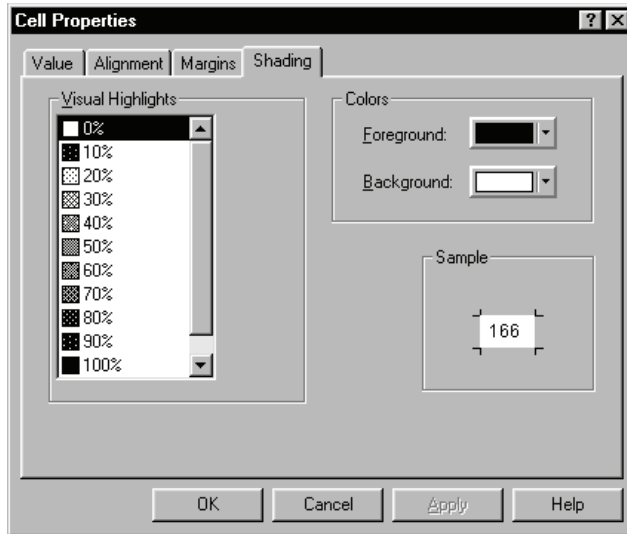 Cell Properties
Value Alignment Margins Shading
Visual Highlights
0%
10%
20%
30%
40%
50%
60%
70%
80%
90%
100%
Colors
Foreground:
Background:
Sample
166
OK Cancel Apply Help